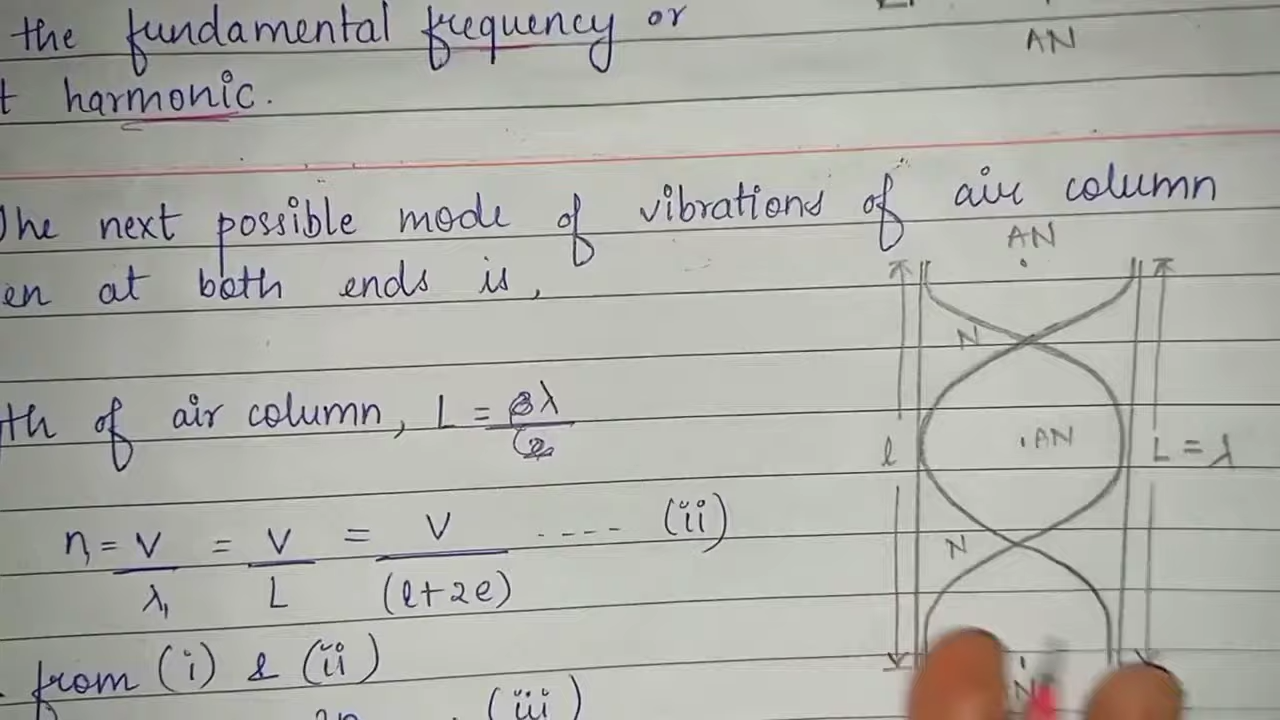 the fundamental frequency or
AN
t harmonic.
The next possible mode of vibrations of air column
AN
en at both ends is,
N
th of air column, L =
l
.AN
L = λ
n₁ = V/λ₁ = V/L = V/(l+2e) ---- (ii)
N
from (i) & (ii)
(iii)